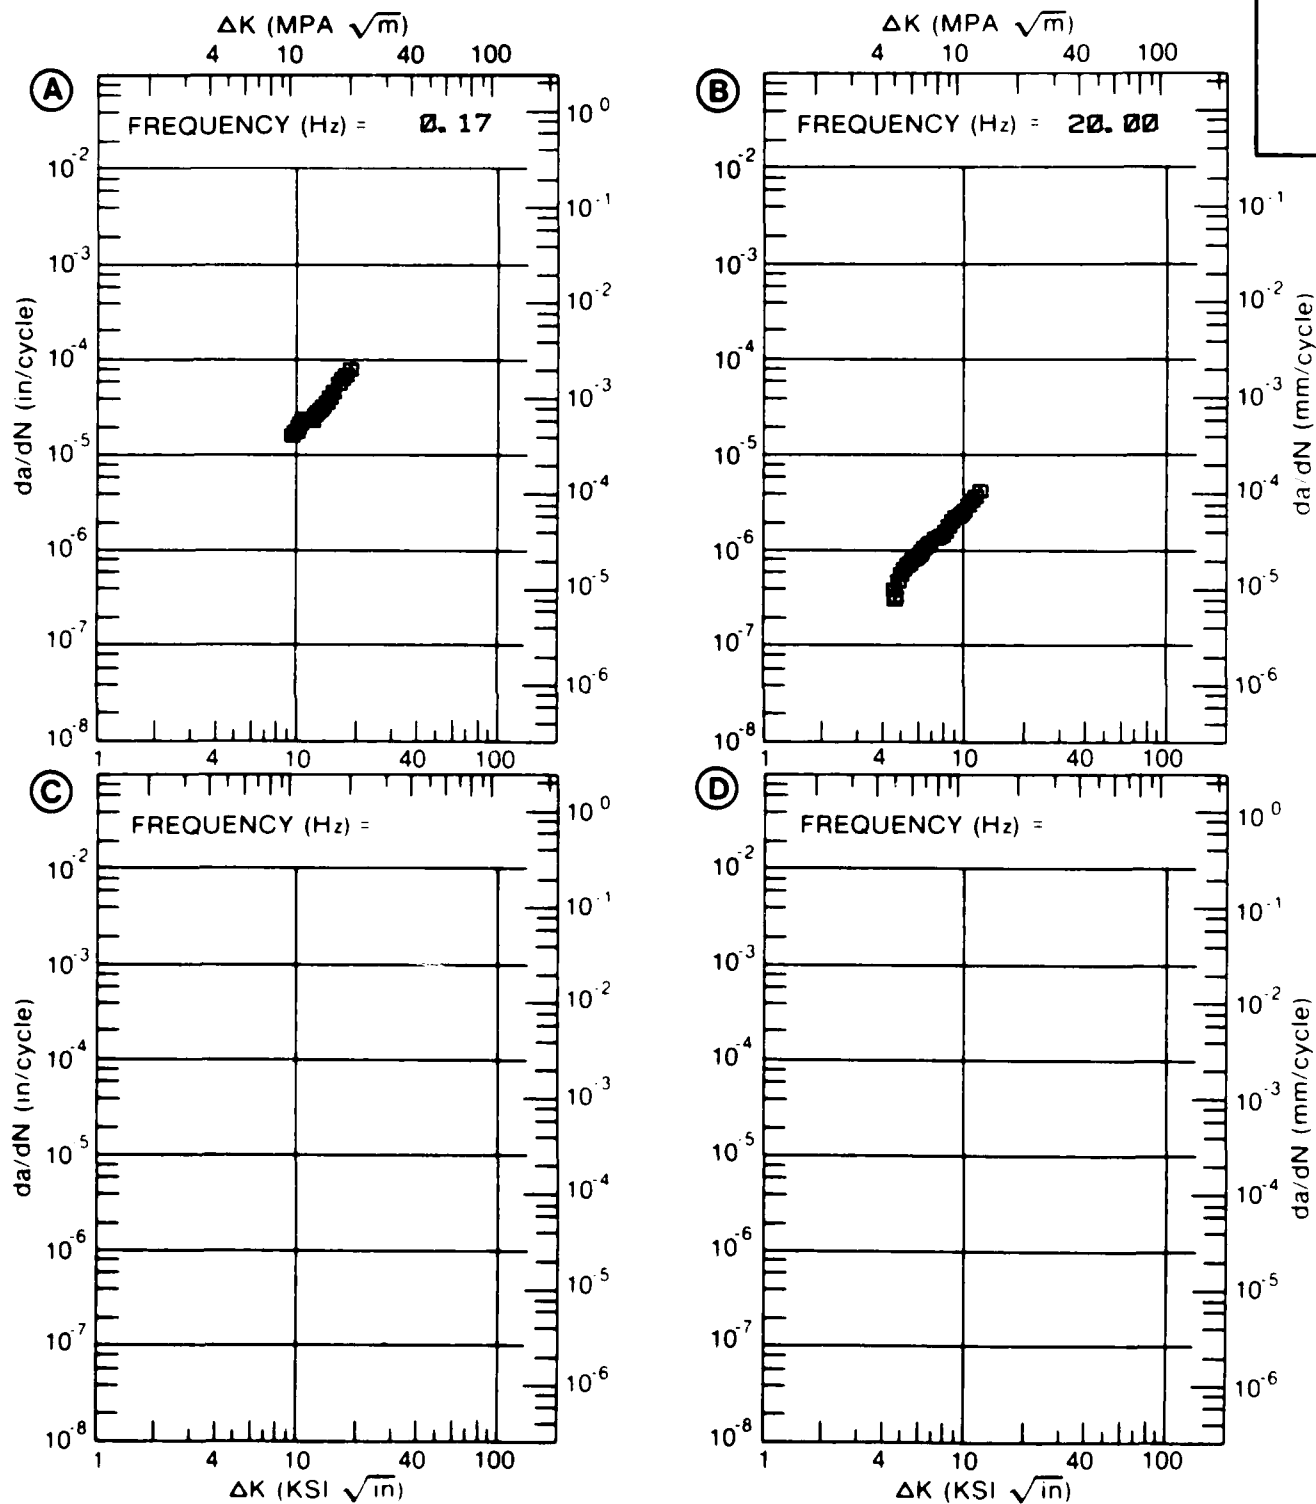 ΔK (MPA √m) ΔK (MPA √m)
4 10 40 100 4 10 40 100
A B
FREQUENCY (Hz) = 0.17 FREQUENCY (Hz) = 20.00
10⁰
10⁻² 10⁻²
10⁻¹ 10⁻¹
10⁻³ 10⁻³
10⁻² 10⁻²
10⁻⁴ 10⁻⁴
10⁻³ 10⁻³
10⁻⁵ 10⁻⁵
10⁻⁴ 10⁻⁴
10⁻⁶ 10⁻⁶
10⁻⁵ 10⁻⁵
10⁻⁷ 10⁻⁷
10⁻⁶ 10⁻⁶
10⁻⁸ 10⁻⁸
da/dN (in/cycle) da/dN (mm/cycle)
1 4 10 40 100 1 4 10 40 100
C D
FREQUENCY (Hz) = FREQUENCY (Hz) =
10⁰ 10⁰
10⁻² 10⁻²
10⁻¹ 10⁻¹
10⁻³ 10⁻³
10⁻² 10⁻²
10⁻⁴ 10⁻⁴
10⁻³ 10⁻³
10⁻⁵ 10⁻⁵
10⁻⁴ 10⁻⁴
10⁻⁶ 10⁻⁶
10⁻⁵ 10⁻⁵
10⁻⁷ 10⁻⁷
10⁻⁶ 10⁻⁶
10⁻⁸ 10⁻⁸
da/dN (in/cycle) da/dN (mm/cycle)
1 4 10 40 100 1 4 10 40 100
ΔK (KSI √in) ΔK (KSI √in)